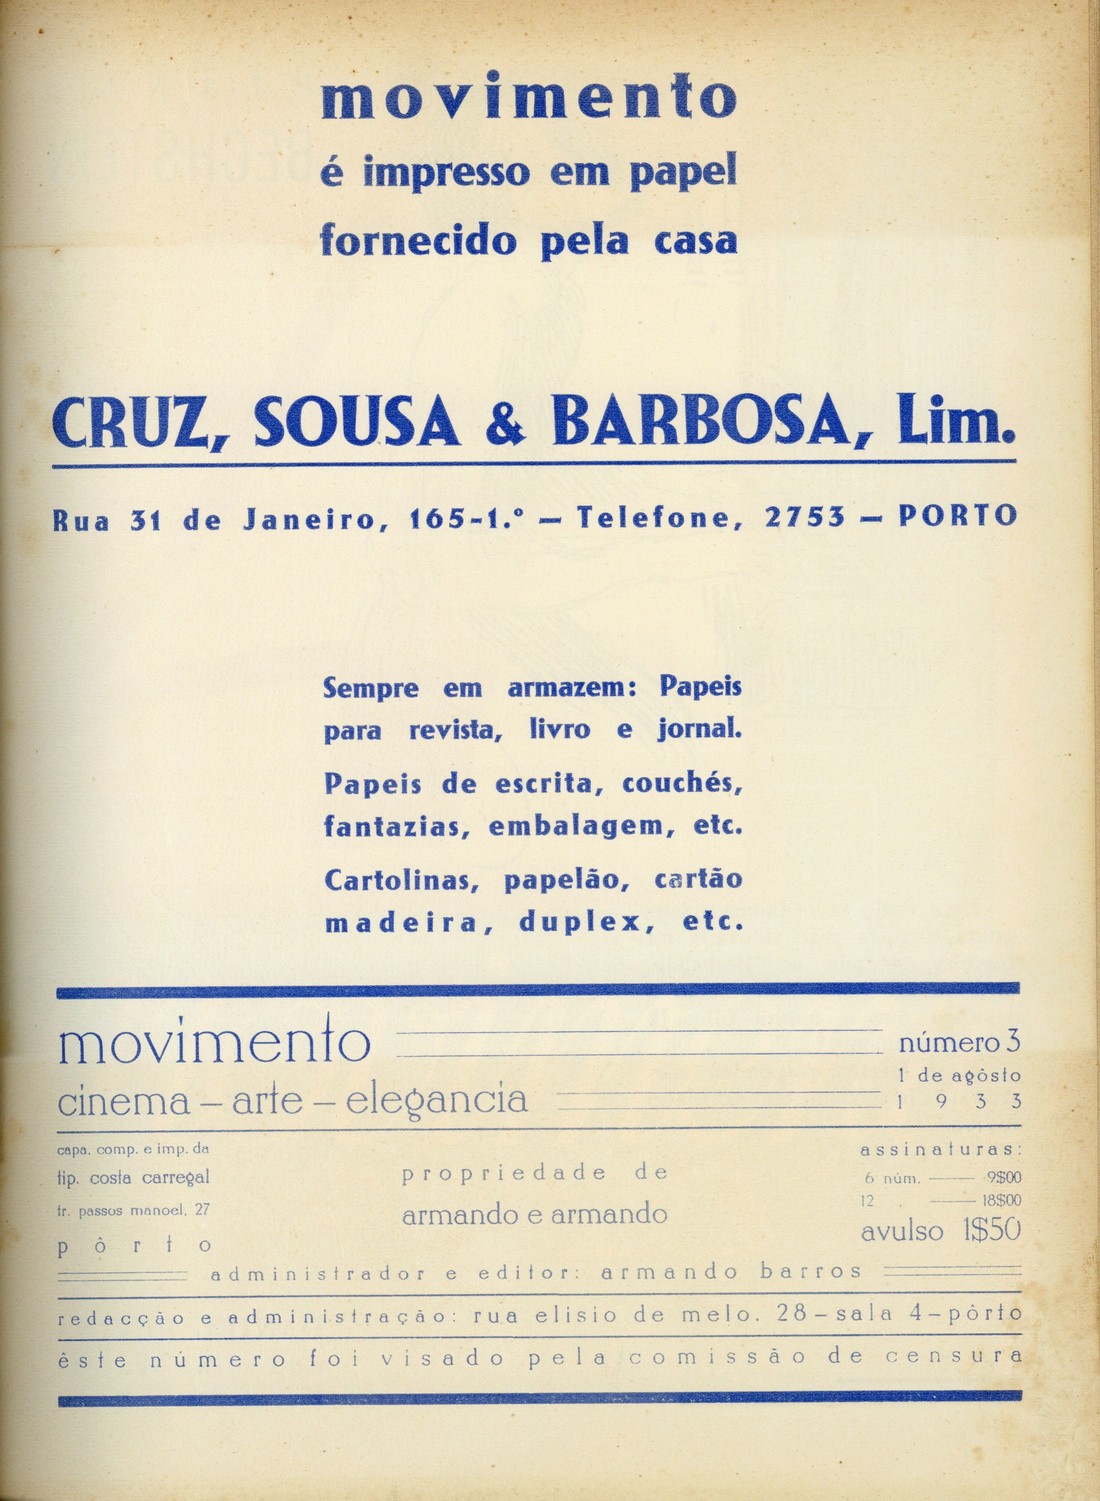 movimento
é impresso em papel
fornecido pela casa
CRUZ, SOUSA & BARBOSA, Lim.
Rua 31 de Janeiro, 165-1.º — Telefone, 2753 — PORTO
Sempre em armazem: Papeis
para revista, livro e jornal.
Papeis de escrita, couchés,
fantazias, embalagem, etc.
Cartolinas, papelão, cartão
madeira, duplex, etc.
movimento
número 3
cinema – arte – elegancia
1 de agôsto
1933
capa, comp. e imp. da
tip. costa carregal
tr. passos manoel, 27
pôrto
propriedade de
armando e armando
assinaturas:
6 núm. —— 9$00
12 . —— 18$00
avulso 1$50
administrador e editor: armando barros
redacção e administração: rua elisio de melo, 28 – sala 4 – pôrto
êste número foi visado pela comissão de censura